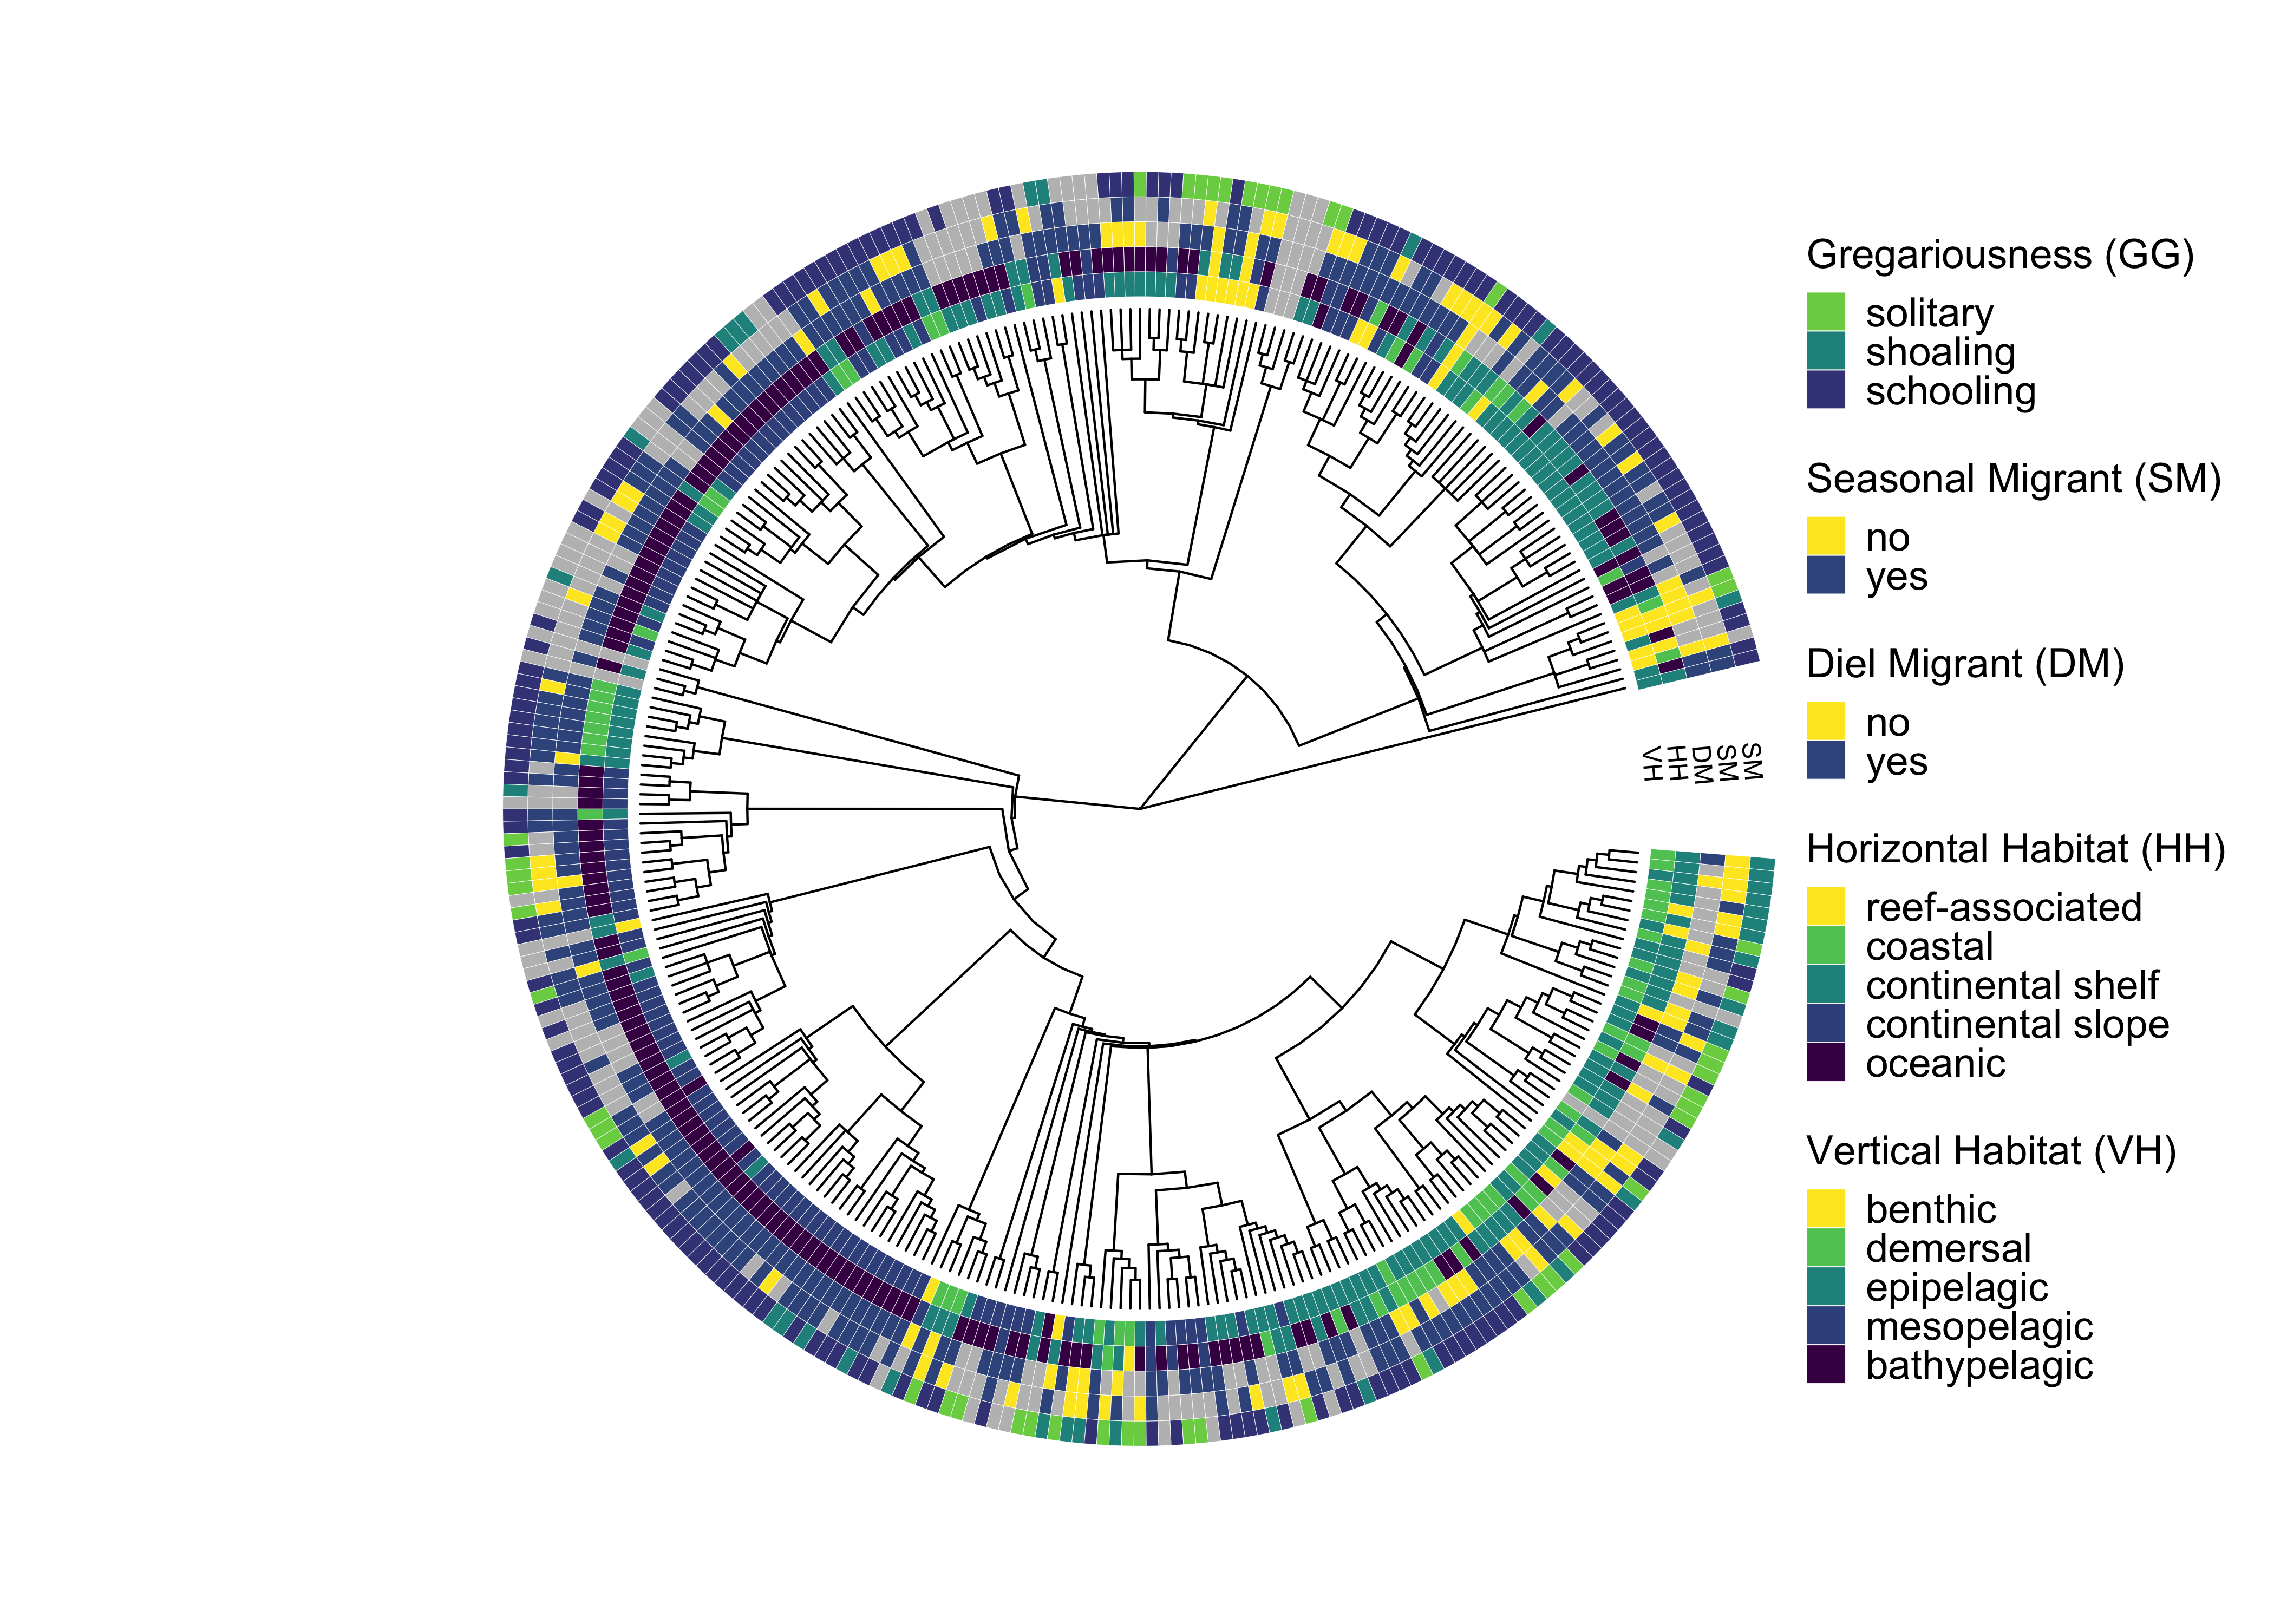 Gregariousness (GG)
solitary
shoaling
schooling
Seasonal Migrant (SM)
no
yes
Diel Migrant (DM)
no
yes
Horizontal Habitat (HH)
reef-associated
coastal
continental shelf
continental slope
oceanic
Vertical Habitat (VH)
benthic
demersal
epipelagic
mesopelagic
bathypelagic
VH
HH
DM
SM
SM